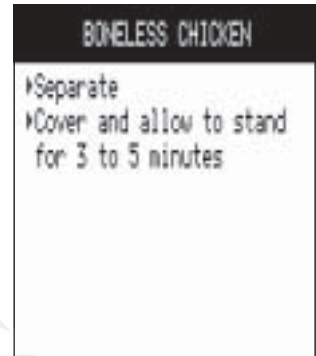 BONELESS CHICKEN
▸Separate
▸Cover and allow to stand
for 3 to 5 minutes